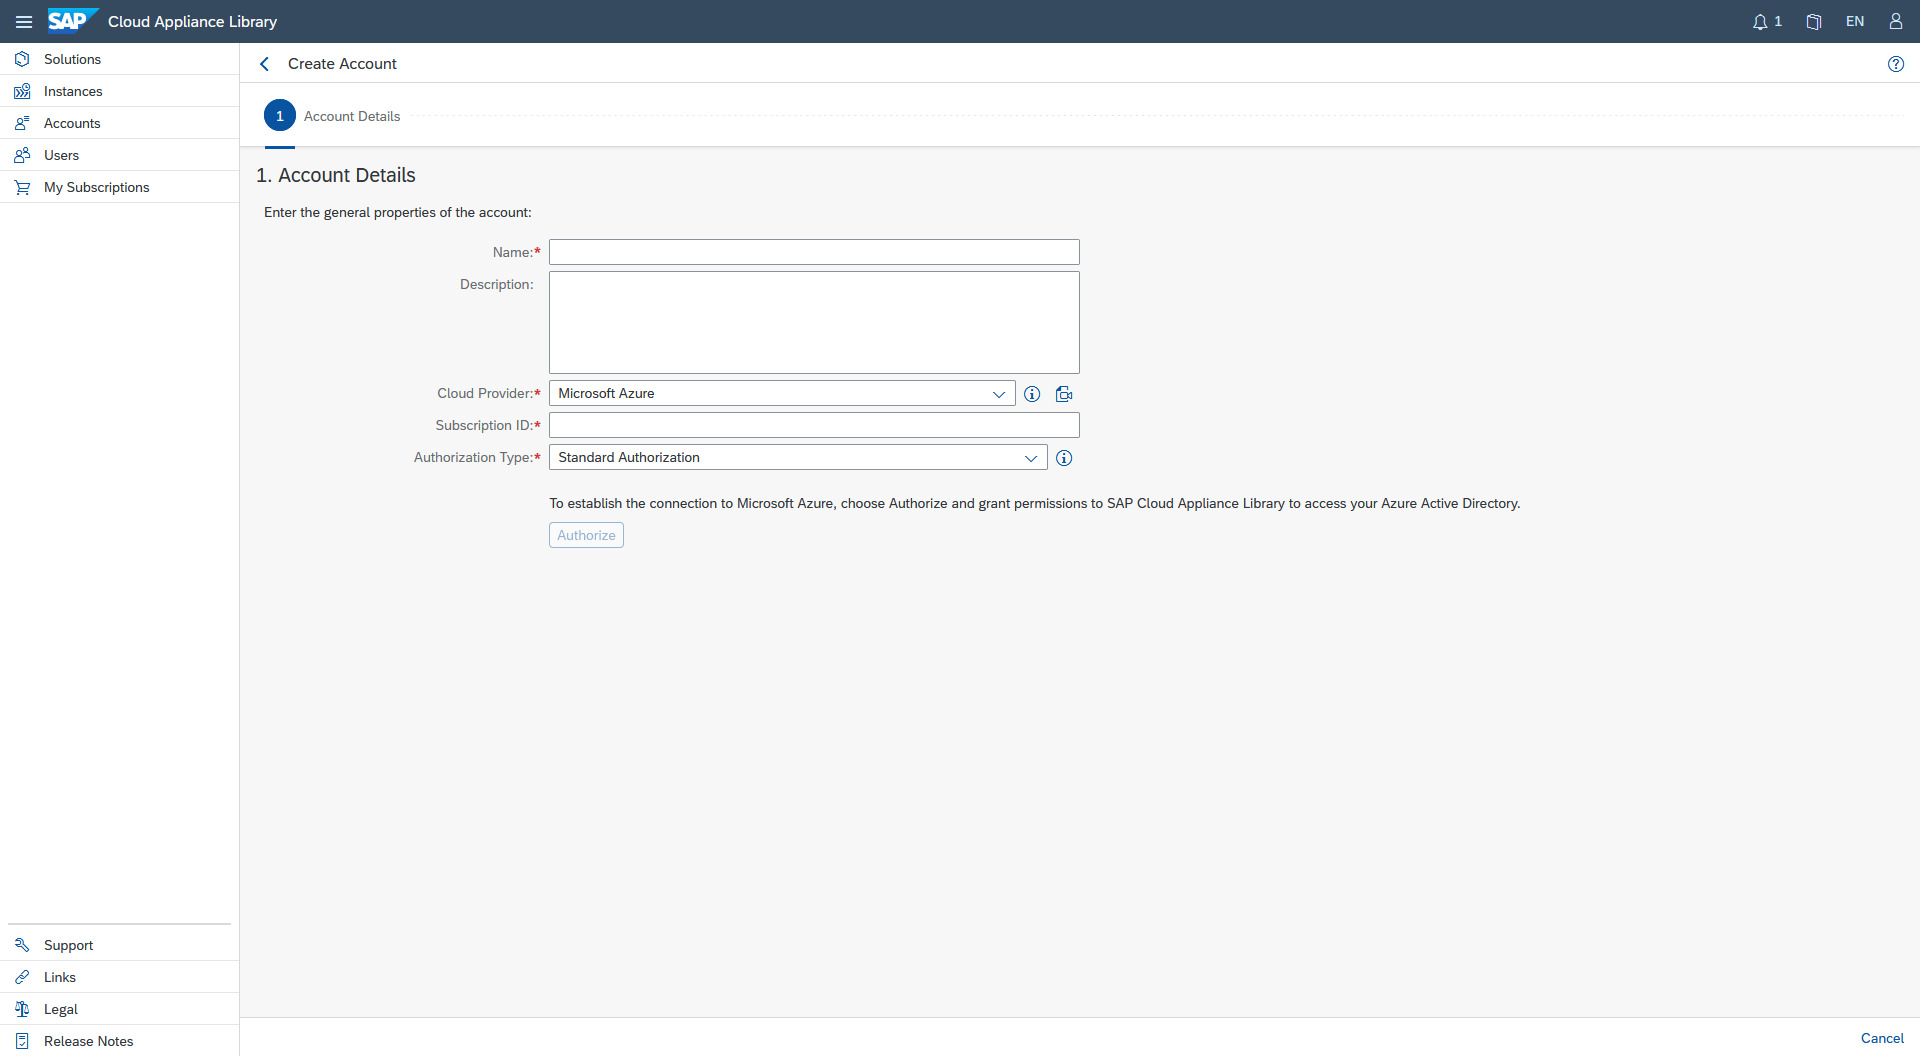 SAP Cloud Appliance Library
1
EN
Solutions
Instances
Accounts
Users
My Subscriptions
Create Account
1 Account Details
1. Account Details
Enter the general properties of the account:
Name:*
Description:
Cloud Provider:* Microsoft Azure
Subscription ID:*
Authorization Type:* Standard Authorization
To establish the connection to Microsoft Azure, choose Authorize and grant permissions to SAP Cloud Appliance Library to access your Azure Active Directory.
Authorize
Support
Links
Legal
Release Notes
Cancel